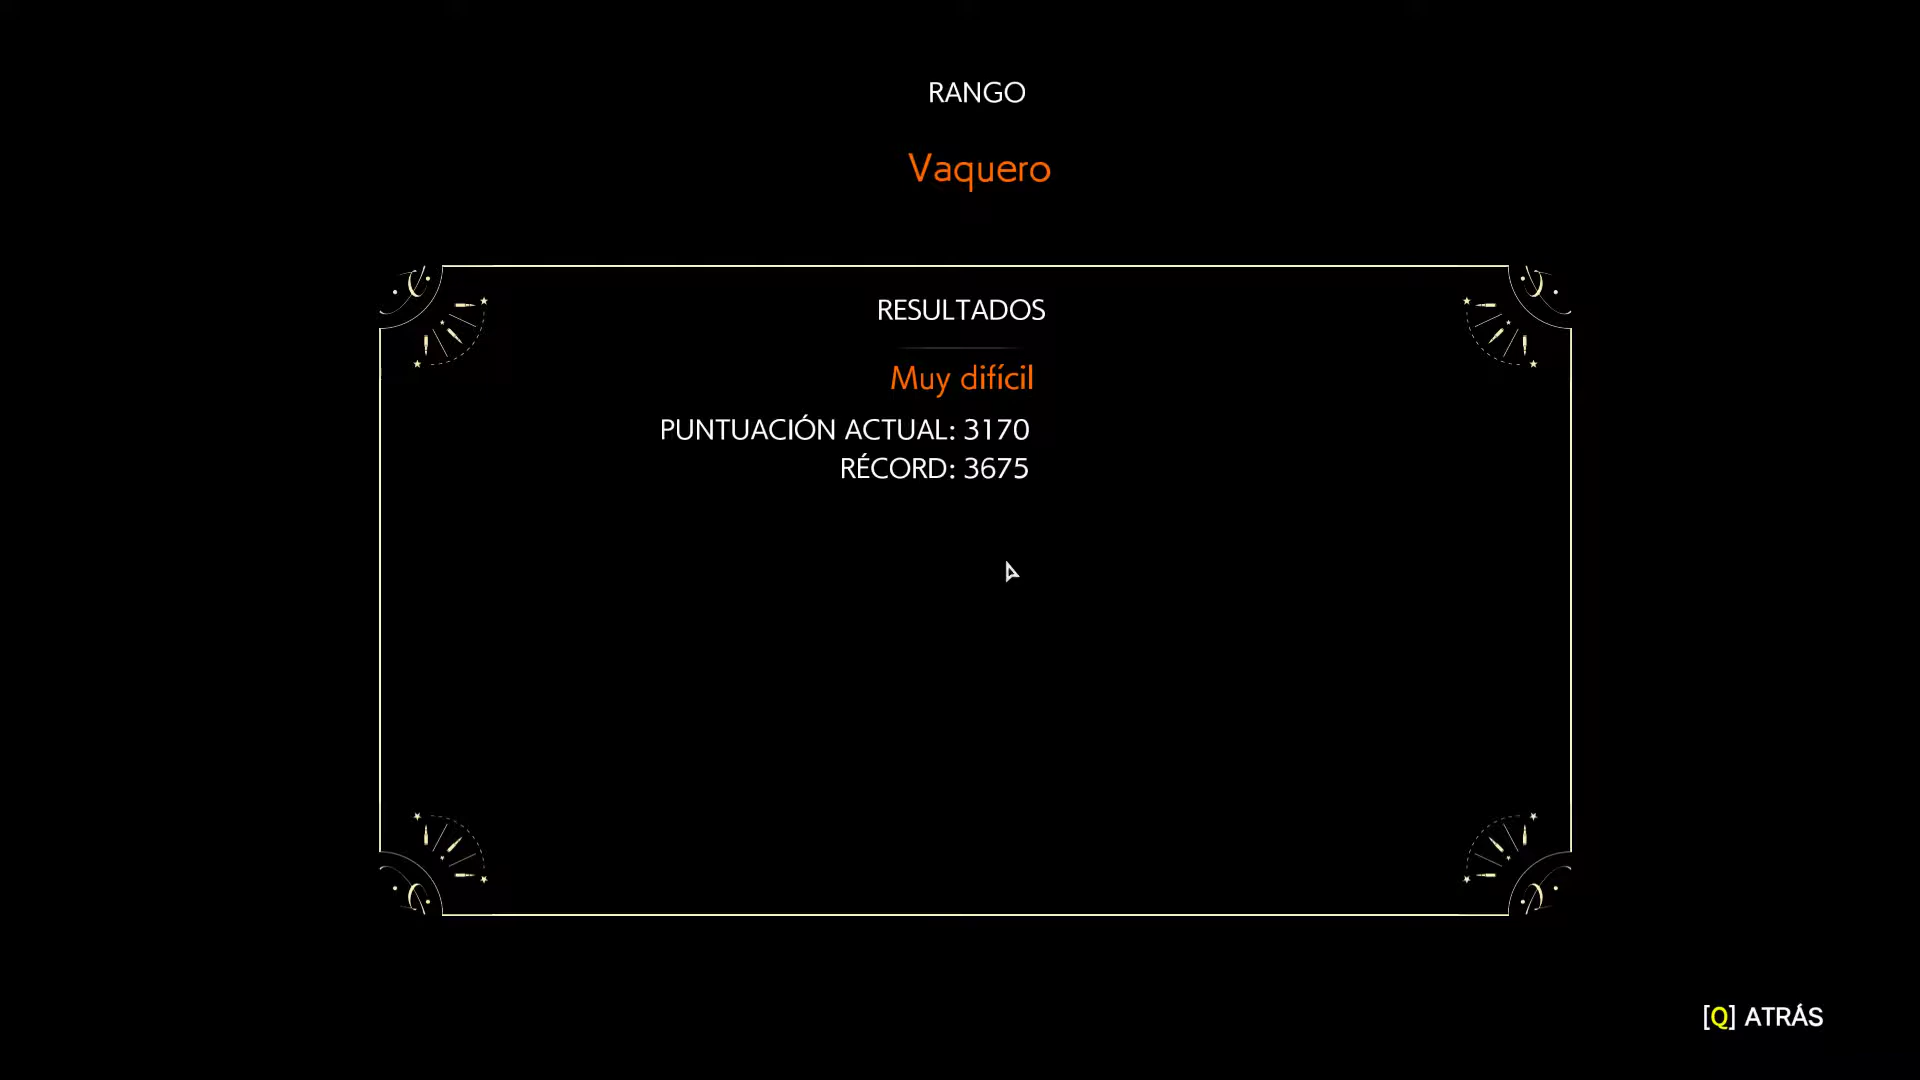 RANGO
Vaquero
RESULTADOS
Muy difícil
PUNTUACIÓN ACTUAL: 3170
RÉCORD: 3675
[Q] ATRÁS